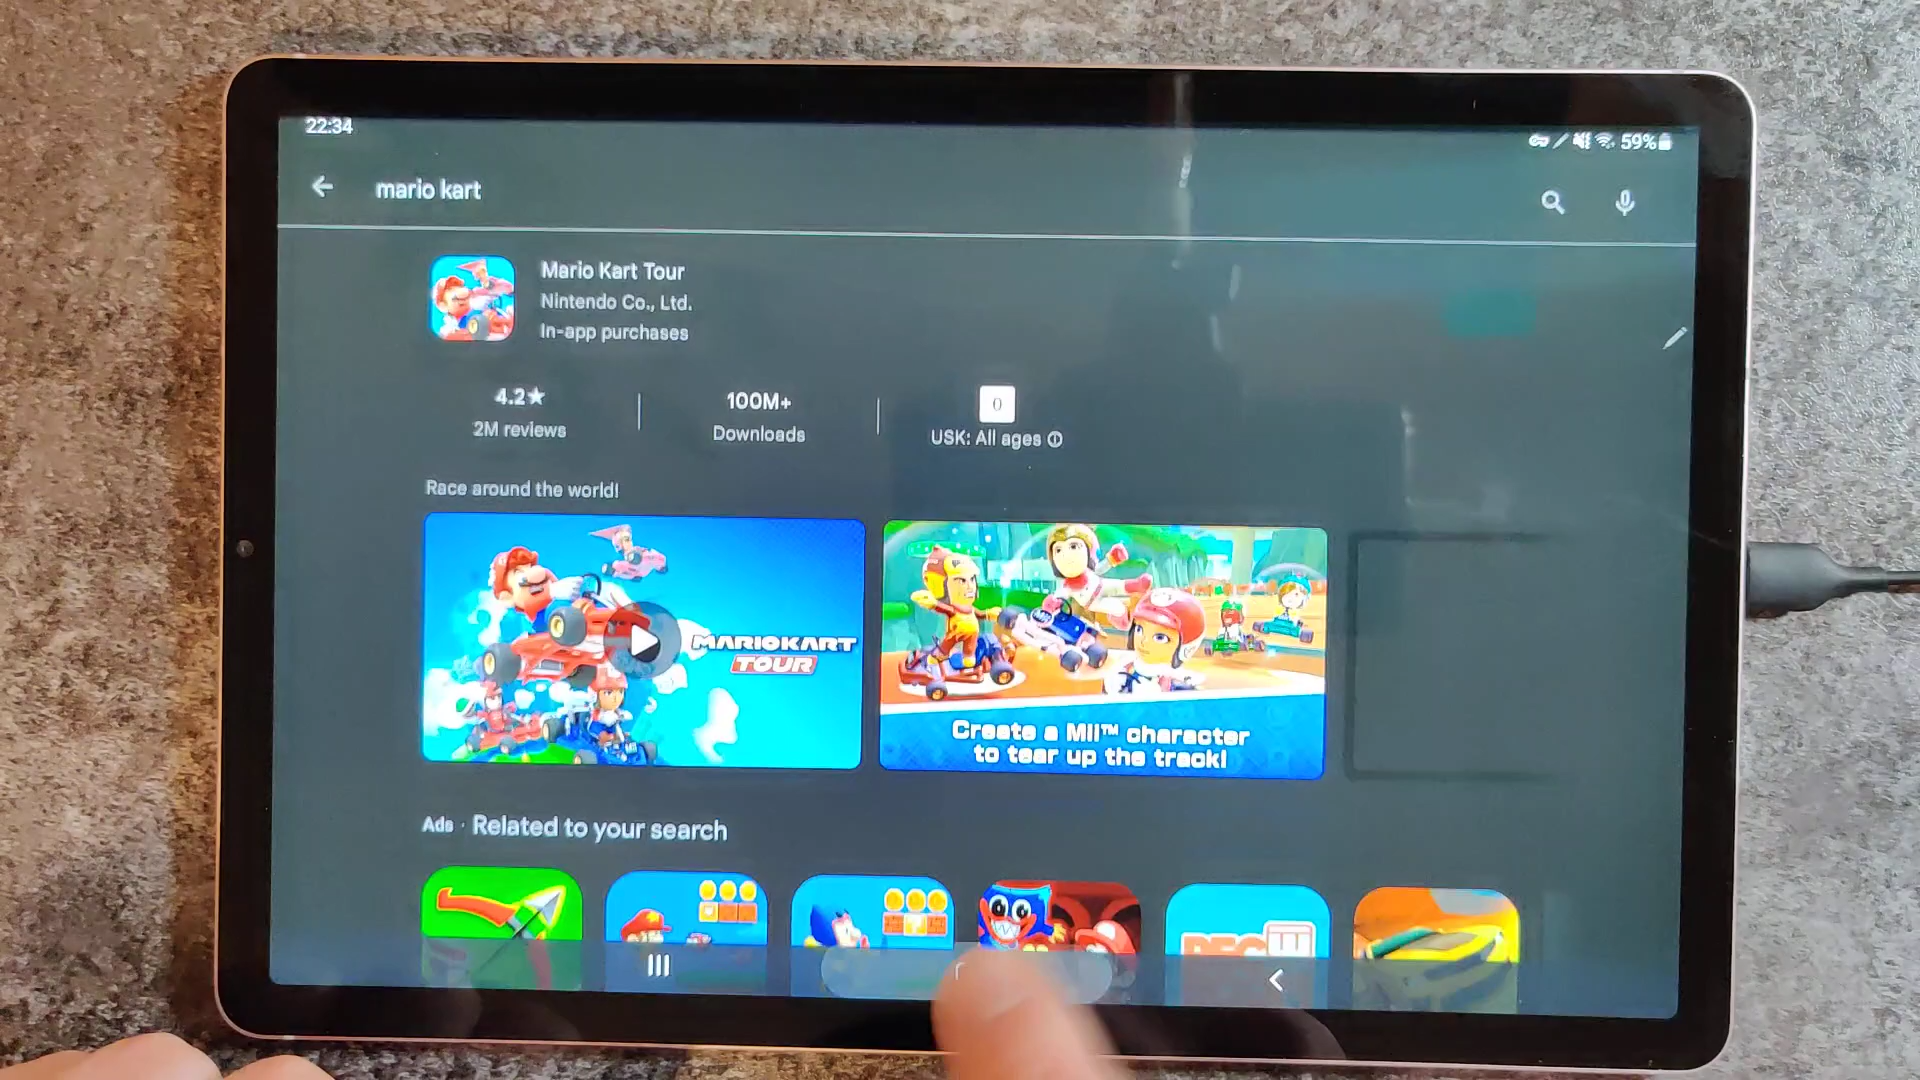 22:34
59%
mario kart
Mario Kart Tour
Nintendo Co., Ltd.
In-app purchases
4.2★
2M reviews
100M+
Downloads
0
USK: All ages
Race around the world!
MARIOKART
TOUR
Create a Mii™ character
to tear up the track!
Ads · Related to your search